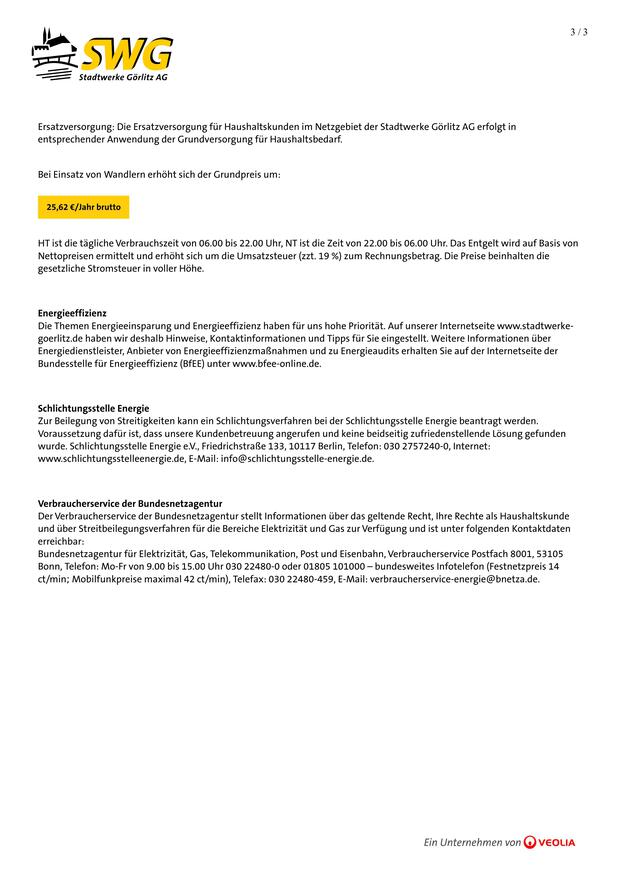 3 / 3
SWG
Stadtwerke Görlitz AG
Ersatzversorgung: Die Ersatzversorgung für Haushaltskunden im Netzgebiet der Stadtwerke Görlitz AG erfolgt in
entsprechender Anwendung der Grundversorgung für Haushaltsbedarf.
Bei Einsatz von Wandlern erhöht sich der Grundpreis um:
25,62 €/Jahr brutto
HT ist die tägliche Verbrauchszeit von 06.00 bis 22.00 Uhr, NT ist die Zeit von 22.00 bis 06.00 Uhr. Das Entgelt wird auf Basis von
Nettopreisen ermittelt und erhöht sich um die Umsatzsteuer (zzt. 19 %) zum Rechnungsbetrag. Die Preise beinhalten die
gesetzliche Stromsteuer in voller Höhe.
Energieeffizienz
Die Themen Energieeinsparung und Energieeffizienz haben für uns hohe Priorität. Auf unserer Internetseite www.stadtwerke-
goerlitz.de haben wir deshalb Hinweise, Kontaktinformationen und Tipps für Sie eingestellt. Weitere Informationen über
Energiedienstleister, Anbieter von Energieeffizienzmaßnahmen und zu Energieaudits erhalten Sie auf der Internetseite der
Bundesstelle für Energieeffizienz (BfEE) unter www.bfee-online.de.
Schlichtungsstelle Energie
Zur Beilegung von Streitigkeiten kann ein Schlichtungsverfahren bei der Schlichtungsstelle Energie beantragt werden.
Voraussetzung dafür ist, dass unsere Kundenbetreuung angerufen und keine beidseitig zufriedenstellende Lösung gefunden
wurde. Schlichtungsstelle Energie e.V., Friedrichstraße 133, 10117 Berlin, Telefon: 030 2757240-0, Internet:
www.schlichtungsstelleenergie.de, E-Mail: info@schlichtungsstelle-energie.de.
Verbraucherservice der Bundesnetzagentur
Der Verbraucherservice der Bundesnetzagentur stellt Informationen über das geltende Recht, Ihre Rechte als Haushaltskunde
und über Streitbeilegungsverfahren für die Bereiche Elektrizität und Gas zur Verfügung und ist unter folgenden Kontaktdaten
erreichbar:
Bundesnetzagentur für Elektrizität, Gas, Telekommunikation, Post und Eisenbahn, Verbraucherservice Postfach 8001, 53105
Bonn, Telefon: Mo-Fr von 9.00 bis 15.00 Uhr 030 22480-0 oder 01805 101000 – bundesweites Infotelefon (Festnetzpreis 14
ct/min; Mobilfunkpreise maximal 42 ct/min), Telefax: 030 22480-459, E-Mail: verbraucherservice-energie@bnetza.de.
Ein Unternehmen von VEOLIA